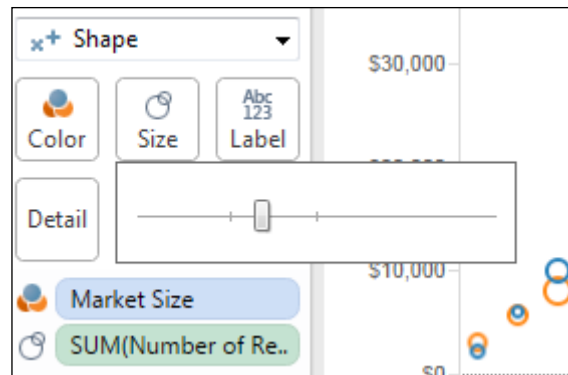 Shape
$30,000
Color
Size
Abc
123
Label
Detail
$10,000
Market Size
SUM(Number of Re..
$0